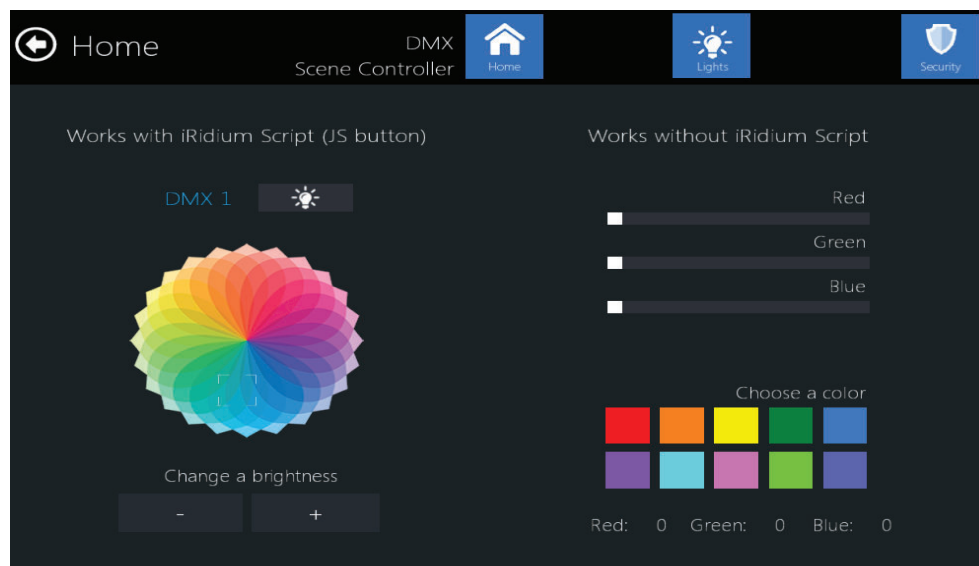 Home
DMX
Scene Controller
Home
Lights
Security
Works with iRidium Script (JS button)
DMX 1
Change a brightness
- +
Works without iRidium Script
Red
Green
Blue
Choose a color
Red: 0 Green: 0 Blue: 0